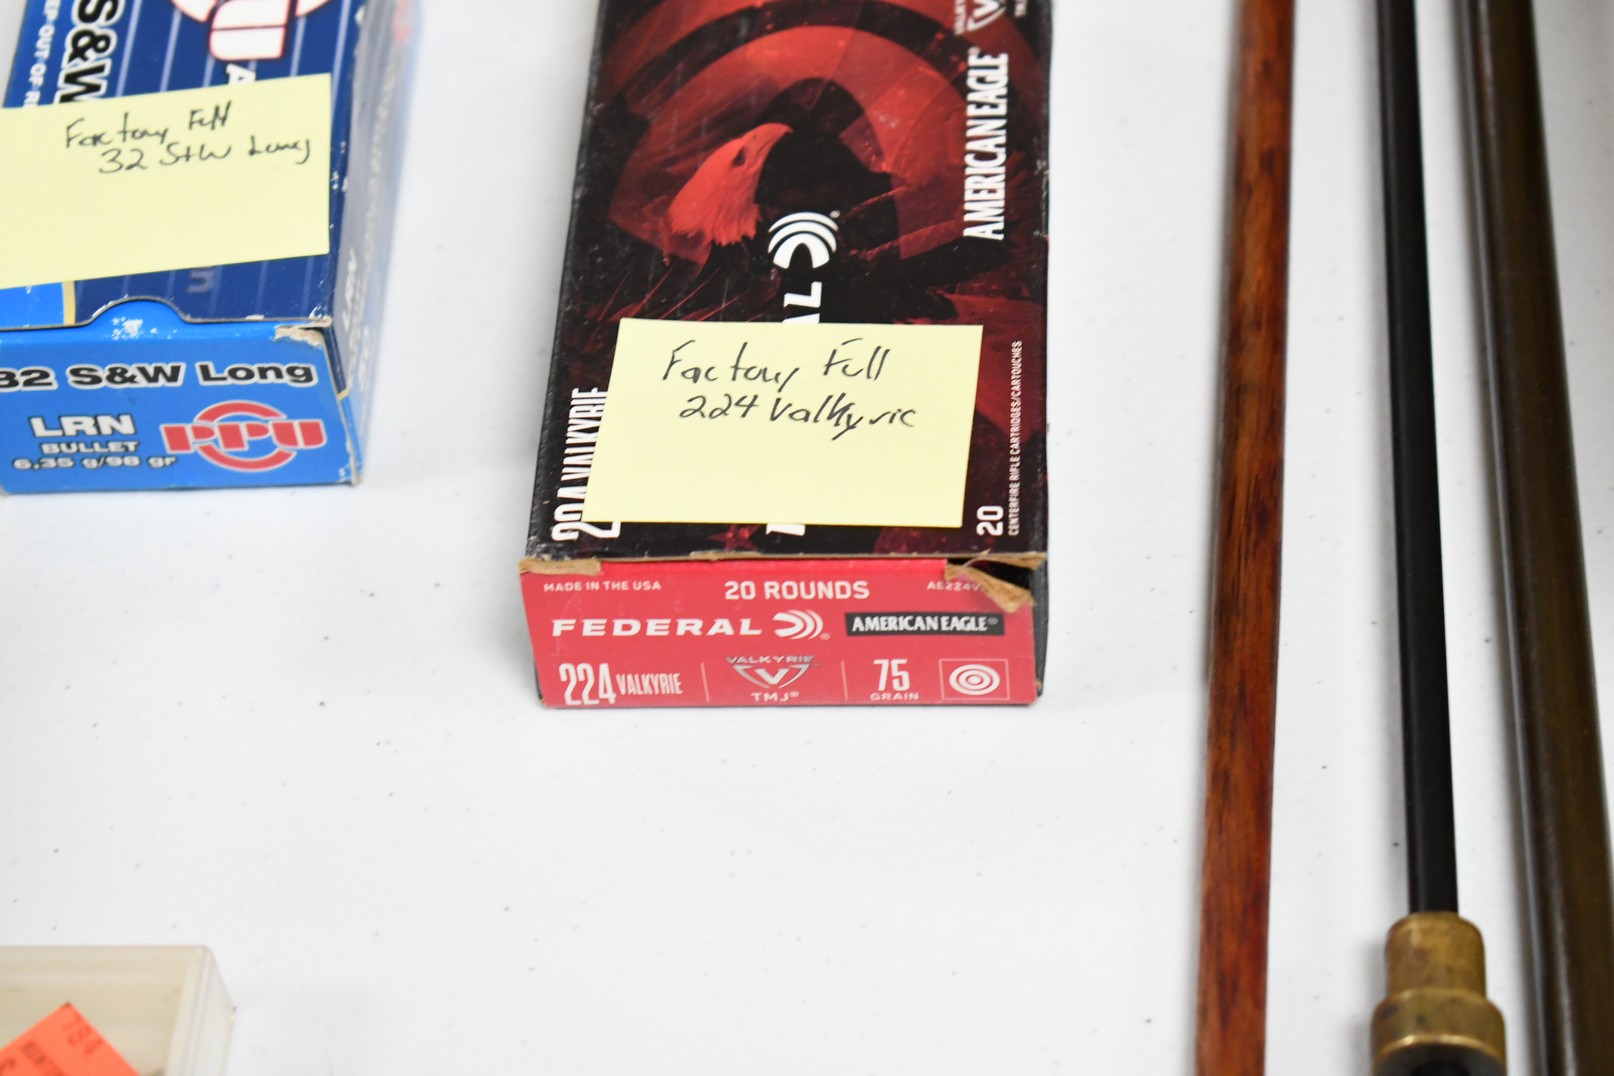 S&W
Factory Full
32 S&W Long
32 S&W Long
LRN
BULLET
6,35 g/98 gr
PPU
AMERICAN EAGLE®
224 VALKYRIE
20
CENTERFIRE RIFLE CARTRIDGES/CARTOUCHES
Factory Full
224 Valkyrie
MADE IN THE USA
20 ROUNDS
AE224V
FEDERAL®
AMERICAN EAGLE®
224 VALKYRIE
VALKYRIE
V
TMJ®
75
GRAIN
784